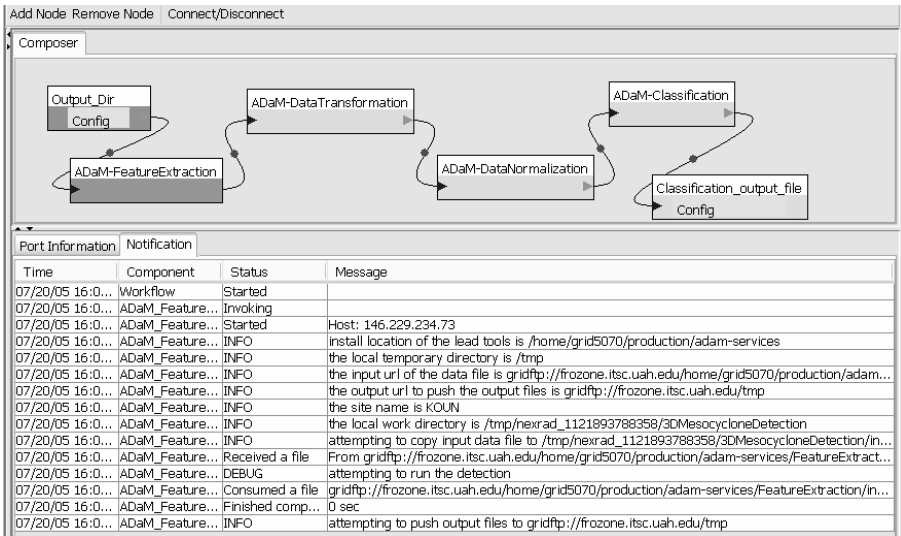 Add Node Remove Node Connect/Disconnect
Composer
Output_Dir
Config
ADaM-FeatureExtraction
ADaM-DataTransformation
ADaM-DataNormalization
ADaM-Classification
Classification_output_file
Config
Port Information Notification
Time Component Status Message
07/20/05 16:0... Workflow Started
07/20/05 16:0... ADaM_Feature... Invoking
07/20/05 16:0... ADaM_Feature... Started Host: 146.229.234.73
07/20/05 16:0... ADaM_Feature... INFO install location of the lead tools is /home/grid5070/production/adam-services
07/20/05 16:0... ADaM_Feature... INFO the local temporary directory is /tmp
07/20/05 16:0... ADaM_Feature... INFO the input url of the data file is gridftp://frozone.itsc.uah.edu/home/grid5070/production/adam...
07/20/05 16:0... ADaM_Feature... INFO the output url to push the output files is gridftp://frozone.itsc.uah.edu/tmp
07/20/05 16:0... ADaM_Feature... INFO the site name is KOUN
07/20/05 16:0... ADaM_Feature... INFO the local work directory is /tmp/nexrad_1121893788358/3DMesocycloneDetection
07/20/05 16:0... ADaM_Feature... INFO attempting to copy input data file to /tmp/nexrad_1121893788358/3DMesocycloneDetection/in...
07/20/05 16:0... ADaM_Feature... Received a file From gridftp://frozone.itsc.uah.edu/home/grid5070/production/adam-services/FeatureExtract...
07/20/05 16:0... ADaM_Feature... DEBUG attempting to run the detection
07/20/05 16:0... ADaM_Feature... Consumed a file gridftp://frozone.itsc.uah.edu/home/grid5070/production/adam-services/FeatureExtraction/in...
07/20/05 16:0... ADaM_Feature... Finished comp... 0 sec
07/20/05 16:0... ADaM_Feature... INFO attempting to push output files to gridftp://frozone.itsc.uah.edu/tmp